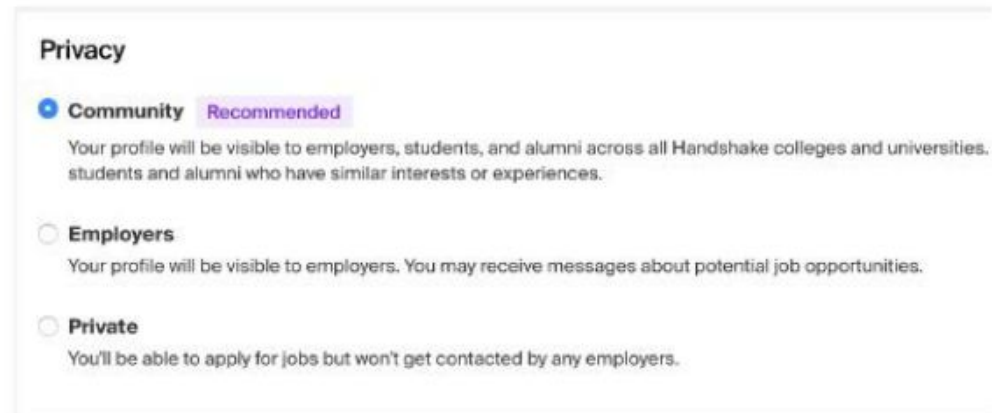 Privacy
Community Recommended
Your profile will be visible to employers, students, and alumni across all Handshake colleges and universities.
students and alumni who have similar interests or experiences.
Employers
Your profile will be visible to employers. You may receive messages about potential job opportunities.
Private
You'll be able to apply for jobs but won't get contacted by any employers.